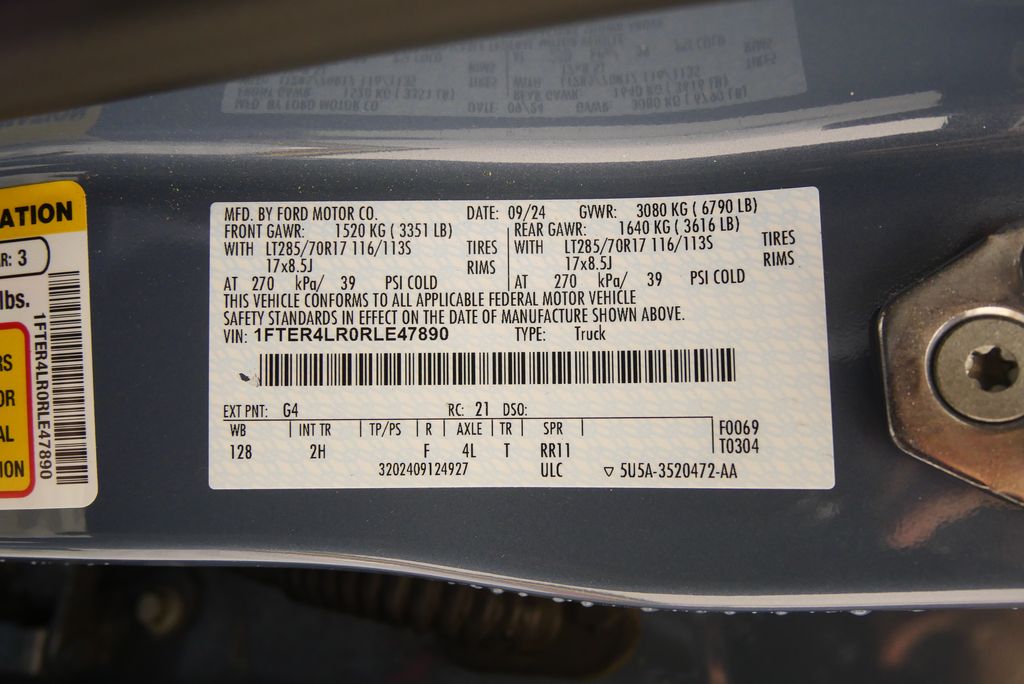 ATION
R: 3
lbs.
RS
OR
AL
ION
1FTER4LR0RLE47890
MFD. BY FORD MOTOR CO. DATE: 09/24 GVWR: 3080 KG ( 6790 LB)
FRONT GAWR: 1520 KG ( 3351 LB) REAR GAWR: 1640 KG ( 3616 LB)
WITH LT285/70R17 116/113S TIRES WITH LT285/70R17 116/113S TIRES
17x8.5J RIMS 17x8.5J RIMS
AT 270 kPa/ 39 PSI COLD AT 270 kPa/ 39 PSI COLD
THIS VEHICLE CONFORMS TO ALL APPLICABLE FEDERAL MOTOR VEHICLE
SAFETY STANDARDS IN EFFECT ON THE DATE OF MANUFACTURE SHOWN ABOVE.
VIN: 1FTER4LR0RLE47890 TYPE: Truck
EXT PNT: G4 RC: 21 DSO:
WB INT TR TP/PS R AXLE TR SPR F0069
128 2H F 4L T RR11 T0304
3202409124927 ULC ▽ 5U5A-3520472-AA